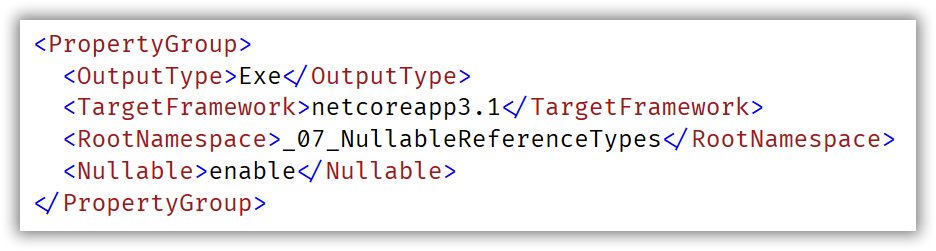 <PropertyGroup>
<OutputType>Exe</OutputType>
<TargetFramework>netcoreapp3.1</TargetFramework>
<RootNamespace>_07_NullableReferenceTypes</RootNamespace>
<Nullable>enable</Nullable>
</PropertyGroup>